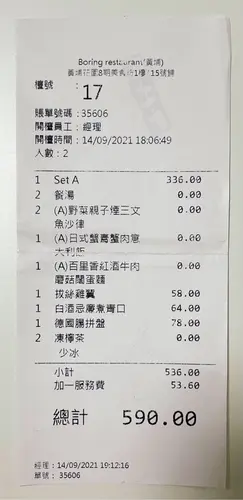 Boring restaurant(黃埔)
黃埔花園8期美食坊1樓 15號舖
檯號 : 17
賬單號碼 : 35606
開檯員工 : 經理
開檯時間 : 14/09/2021 18:06:49
人數 : 2
1 Set A 336.00
2 餐湯 0.00
2 (A)野菜親子煙三文 0.00
魚沙律
1 (A)日式蟹膏蟹肉意 0.00
大利飯
1 (A)百里香紅酒牛肉 0.00
蘑菇闊蛋麵
1 拔絲雞翼 58.00
1 白酒忌廉煮青口 64.00
1 德國腸拼盤 78.00
2 凍檸茶 0.00
少冰
小計 536.00
加一服務費 53.60
總計 590.00
經理 : 14/09/2021 19:12:16
單號 : 35606